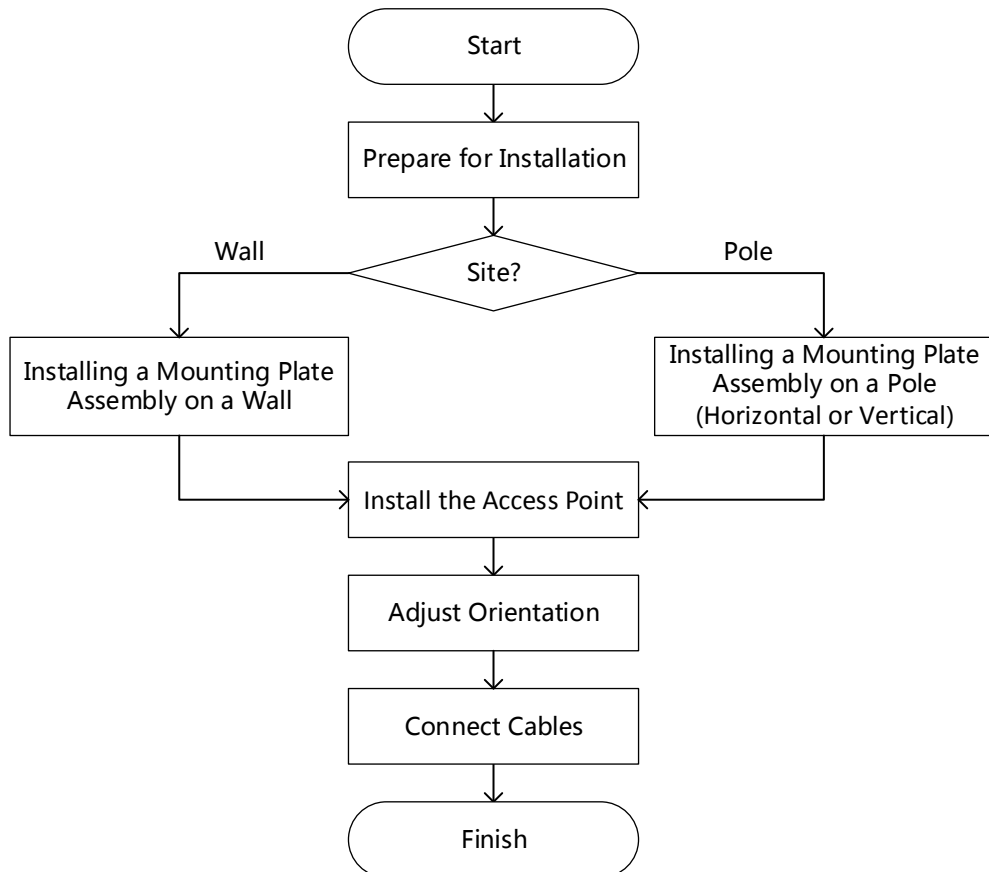 Start
Prepare for Installation
Wall
Pole
Site?
Installing a Mounting Plate
Assembly on a Wall
Installing a Mounting Plate
Assembly on a Pole
(Horizontal or Vertical)
Install the Access Point
Adjust Orientation
Connect Cables
Finish